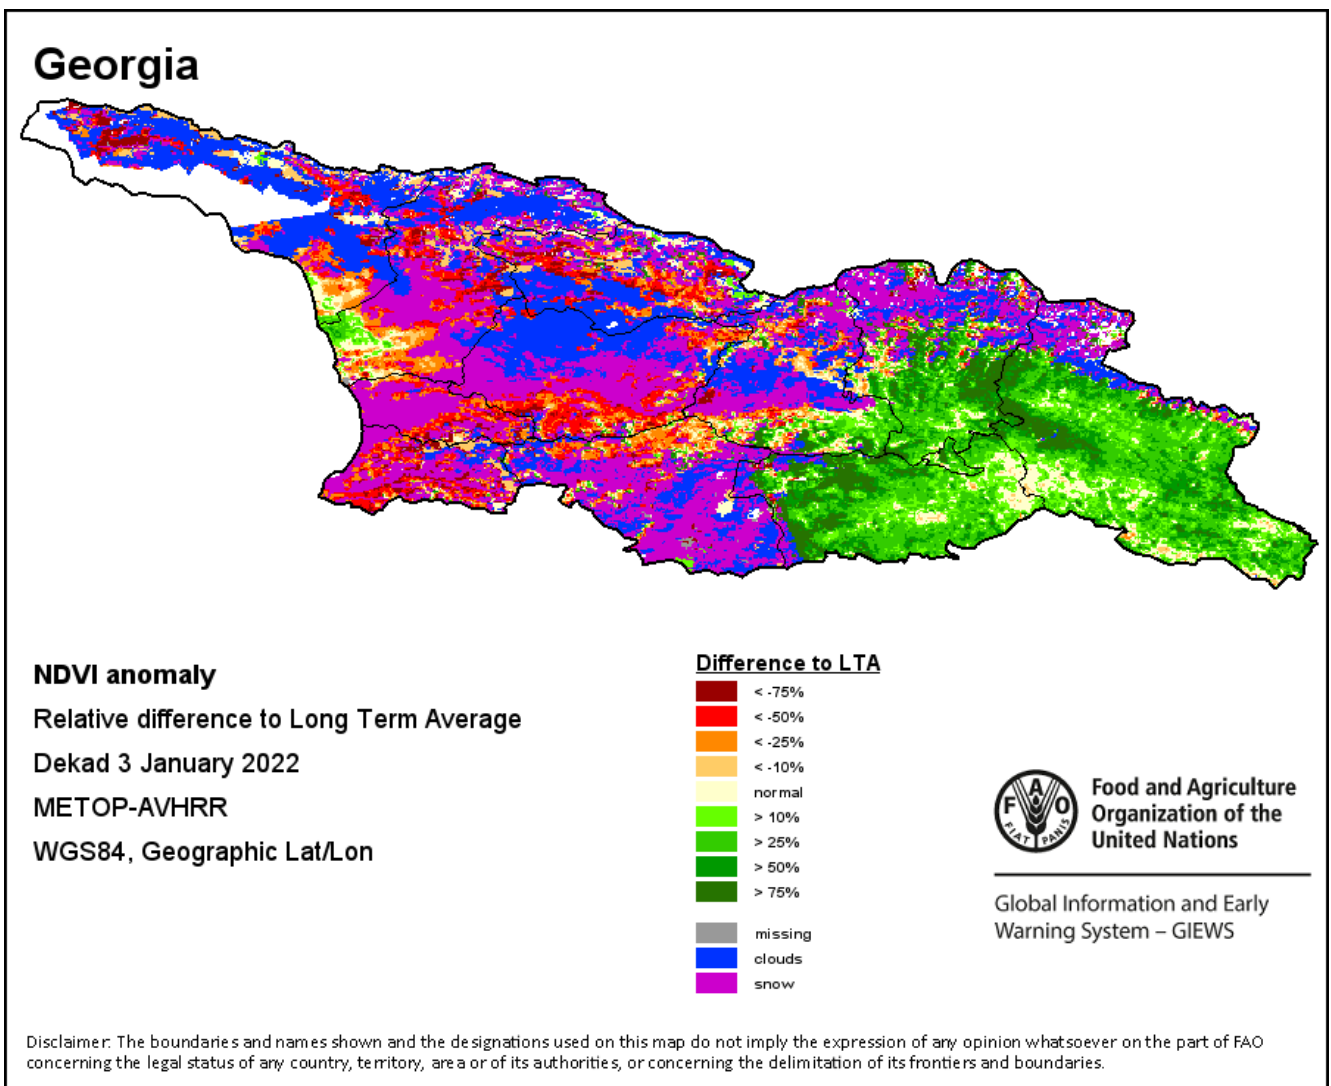 Georgia
NDVI anomaly
Relative difference to Long Term Average
Dekad 3 January 2022
METOP-AVHRR
WGS84, Geographic Lat/Lon
Difference to LTA
< -75%
< -50%
< -25%
< -10%
normal
> 10%
> 25%
> 50%
> 75%
missing
clouds
snow
F A O
FIAT PANIS
Food and Agriculture
Organization of the
United Nations
Global Information and Early
Warning System – GIEWS
Disclaimer: The boundaries and names shown and the designations used on this map do not imply the expression of any opinion whatsoever on the part of FAO
concerning the legal status of any country, territory, area or of its authorities, or concerning the delimitation of its frontiers and boundaries.